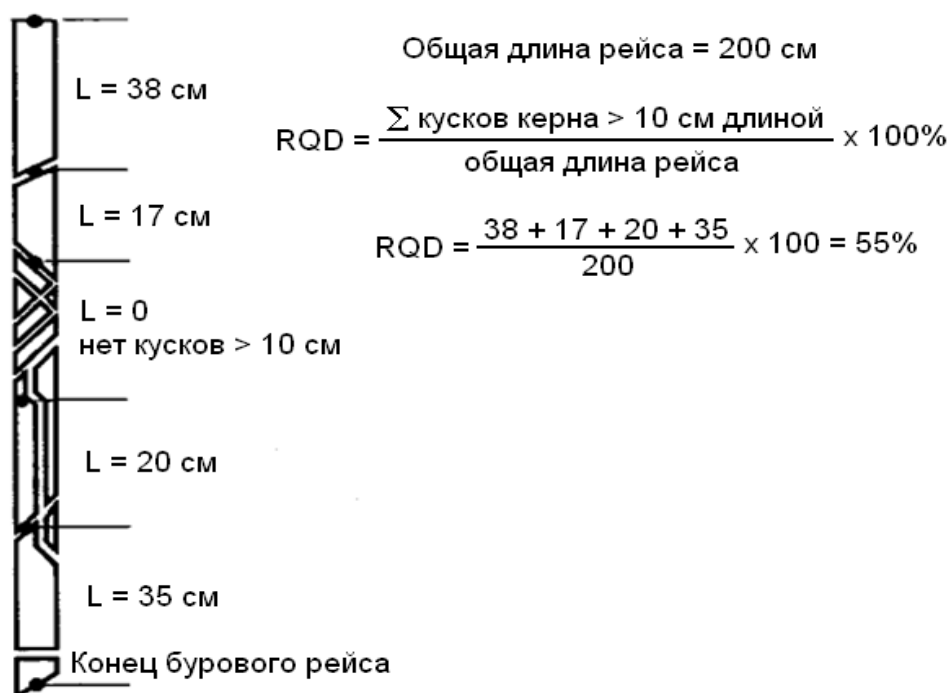 Общая длина рейса = 200 см
RQD = Σ кусков керна > 10 см длиной / общая длина рейса x 100%
RQD = 38 + 17 + 20 + 35 / 200 x 100 = 55%
L = 38 см
L = 17 см
L = 0
нет кусков > 10 см
L = 20 см
L = 35 см
Конец бурового рейса